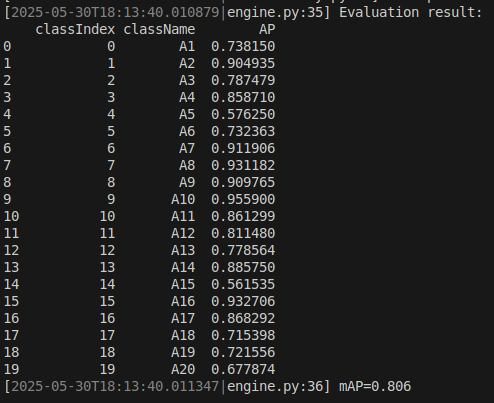 [2025-05-30T18:13:40.010879|engine.py:35] Evaluation result:
classIndex className AP
0 0 A1 0.738150
1 1 A2 0.904935
2 2 A3 0.787479
3 3 A4 0.858710
4 4 A5 0.576250
5 5 A6 0.732363
6 6 A7 0.911906
7 7 A8 0.931182
8 8 A9 0.909765
9 9 A10 0.955900
10 10 A11 0.861299
11 11 A12 0.811480
12 12 A13 0.778564
13 13 A14 0.885750
14 14 A15 0.561535
15 15 A16 0.932706
16 16 A17 0.868292
17 17 A18 0.715398
18 18 A19 0.721556
19 19 A20 0.677874
[2025-05-30T18:13:40.011347|engine.py:36] mAP=0.806